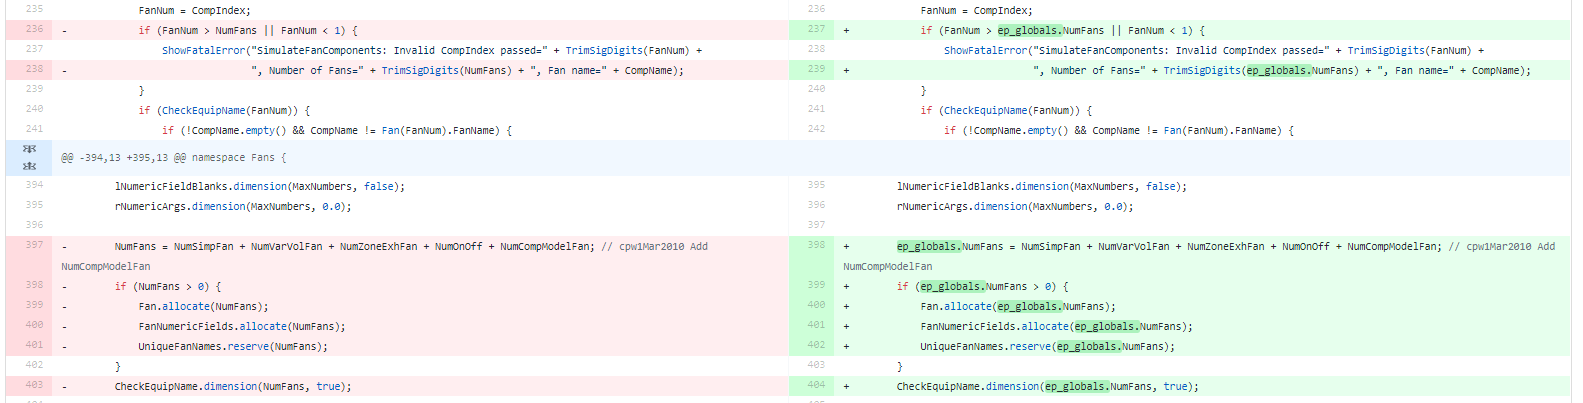 235 FanNum = CompIndex; 236 FanNum = CompIndex;
236 - if (FanNum > NumFans || FanNum < 1) { 237 + if (FanNum > ep_globals.NumFans || FanNum < 1) {
237 ShowFatalError("SimulateFanComponents: Invalid CompIndex passed=" + TrimSigDigits(FanNum) + 238 ShowFatalError("SimulateFanComponents: Invalid CompIndex passed=" + TrimSigDigits(FanNum) +
238 - ", Number of Fans=" + TrimSigDigits(NumFans) + ", Fan name=" + CompName); 239 + ", Number of Fans=" + TrimSigDigits(ep_globals.NumFans) + ", Fan name=" + CompName);
239 } 240 }
240 if (CheckEquipName(FanNum)) { 241 if (CheckEquipName(FanNum)) {
241 if (!CompName.empty() && CompName != Fan(FanNum).FanName) { 242 if (!CompName.empty() && CompName != Fan(FanNum).FanName) {
@@ -394,13 +395,13 @@ namespace Fans {
394 lNumericFieldBlanks.dimension(MaxNumbers, false); 395 lNumericFieldBlanks.dimension(MaxNumbers, false);
395 rNumericArgs.dimension(MaxNumbers, 0.0); 396 rNumericArgs.dimension(MaxNumbers, 0.0);
396 397
397 - NumFans = NumSimpFan + NumVarVolFan + NumZoneExhFan + NumOnOff + NumCompModelFan; // cpw1Mar2010 Add 398 + ep_globals.NumFans = NumSimpFan + NumVarVolFan + NumZoneExhFan + NumOnOff + NumCompModelFan; // cpw1Mar2010 Add
NumCompModelFan NumCompModelFan
398 - if (NumFans > 0) { 399 + if (ep_globals.NumFans > 0) {
399 - Fan.allocate(NumFans); 400 + Fan.allocate(ep_globals.NumFans);
400 - FanNumericFields.allocate(NumFans); 401 + FanNumericFields.allocate(ep_globals.NumFans);
401 - UniqueFanNames.reserve(NumFans); 402 + UniqueFanNames.reserve(ep_globals.NumFans);
402 } 403 }
403 - CheckEquipName.dimension(NumFans, true); 404 + CheckEquipName.dimension(ep_globals.NumFans, true);